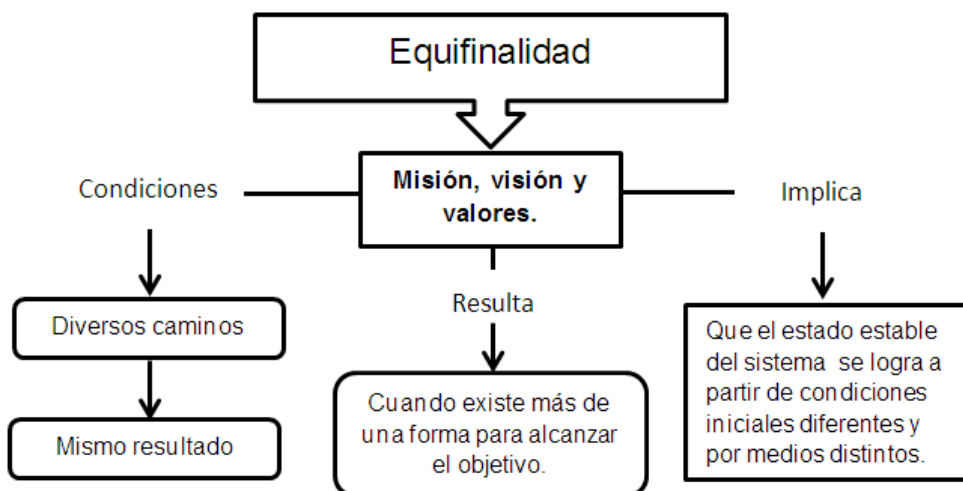 Equifinalidad
Misión, visión y
valores.
Condiciones
Diversos caminos
Mismo resultado
Resulta
Cuando existe más de
una forma para alcanzar
el objetivo.
Implica
Que el estado estable
del sistema se logra a
partir de condiciones
iniciales diferentes y
por medios distintos.